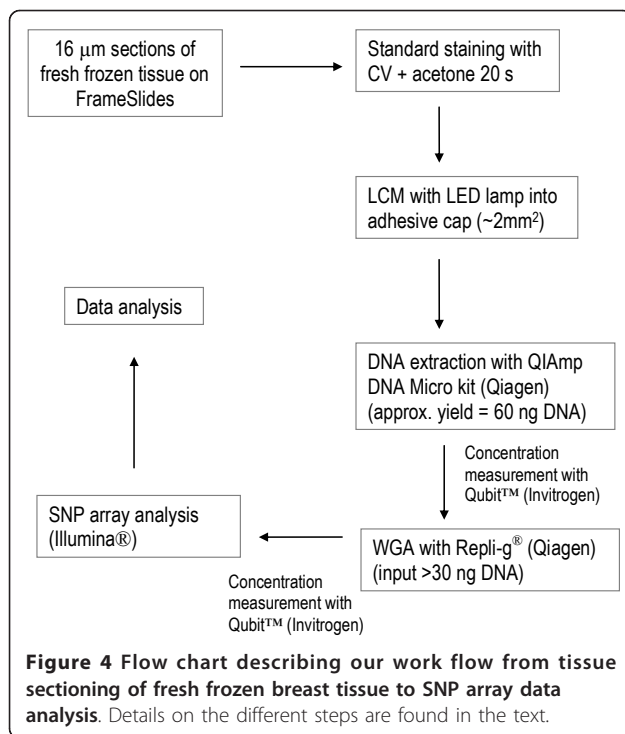 16 μm sections of
fresh frozen tissue on
FrameSlides
Standard staining with
CV + acetone 20 s
LCM with LED lamp into
adhesive cap (~2mm²)
DNA extraction with QIAmp
DNA Micro kit (Qiagen)
(approx. yield = 60 ng DNA)
Concentration
measurement with
Qubit™ (Invitrogen)
WGA with Repli-g® (Qiagen)
(input >30 ng DNA)
Concentration
measurement with
Qubit™ (Invitrogen)
SNP array analysis
(Illumina®)
Data analysis
Figure 4 Flow chart describing our work flow from tissue
sectioning of fresh frozen breast tissue to SNP array data
analysis. Details on the different steps are found in the text.